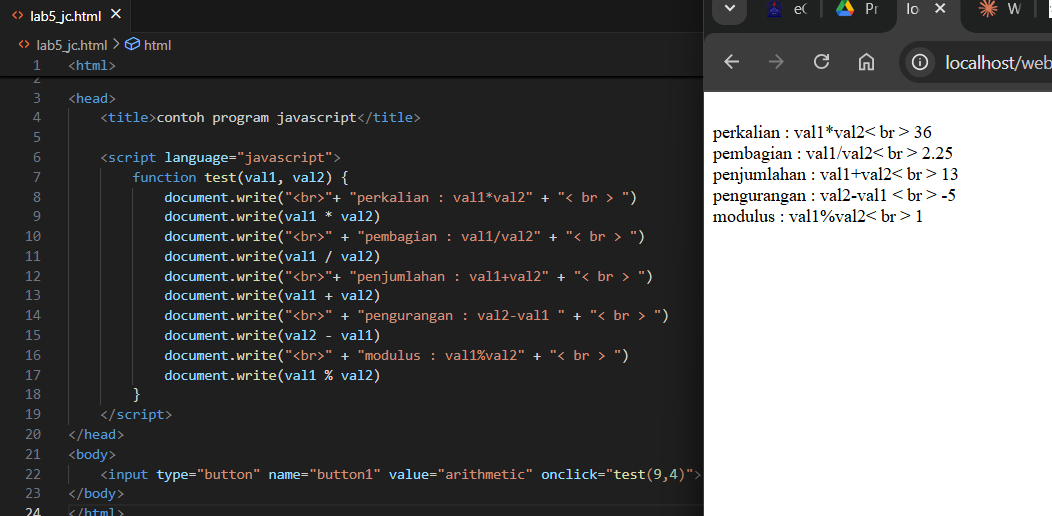 lab5_jc.html
lab5_jc.html > html
1 <html>
2
3 <head>
4 <title>contoh program javascript</title>
5
6 <script language="javascript">
7 function test(val1, val2) {
8 document.write("<br>"+ "perkalian : val1*val2" + "< br > ")
9 document.write(val1 * val2)
10 document.write("<br>" + "pembagian : val1/val2" + "< br > ")
11 document.write(val1 / val2)
12 document.write("<br>"+ "penjumlahan : val1+val2" + "< br > ")
13 document.write(val1 + val2)
14 document.write("<br>" + "pengurangan : val2-val1 " + "< br > ")
15 document.write(val2 - val1)
16 document.write("<br>" + "modulus : val1%val2" + "< br > ")
17 document.write(val1 % val2)
18 }
19 </script>
20 </head>
21 <body>
22 <input type="button" name="button1" value="arithmetic" onclick="test(9,4)">
23 </body>
24 </html>
Pr
lo
W
localhost/web
perkalian : val1*val2< br > 36
pembagian : val1/val2< br > 2.25
penjumlahan : val1+val2< br > 13
pengurangan : val2-val1 < br > -5
modulus : val1%val2< br > 1